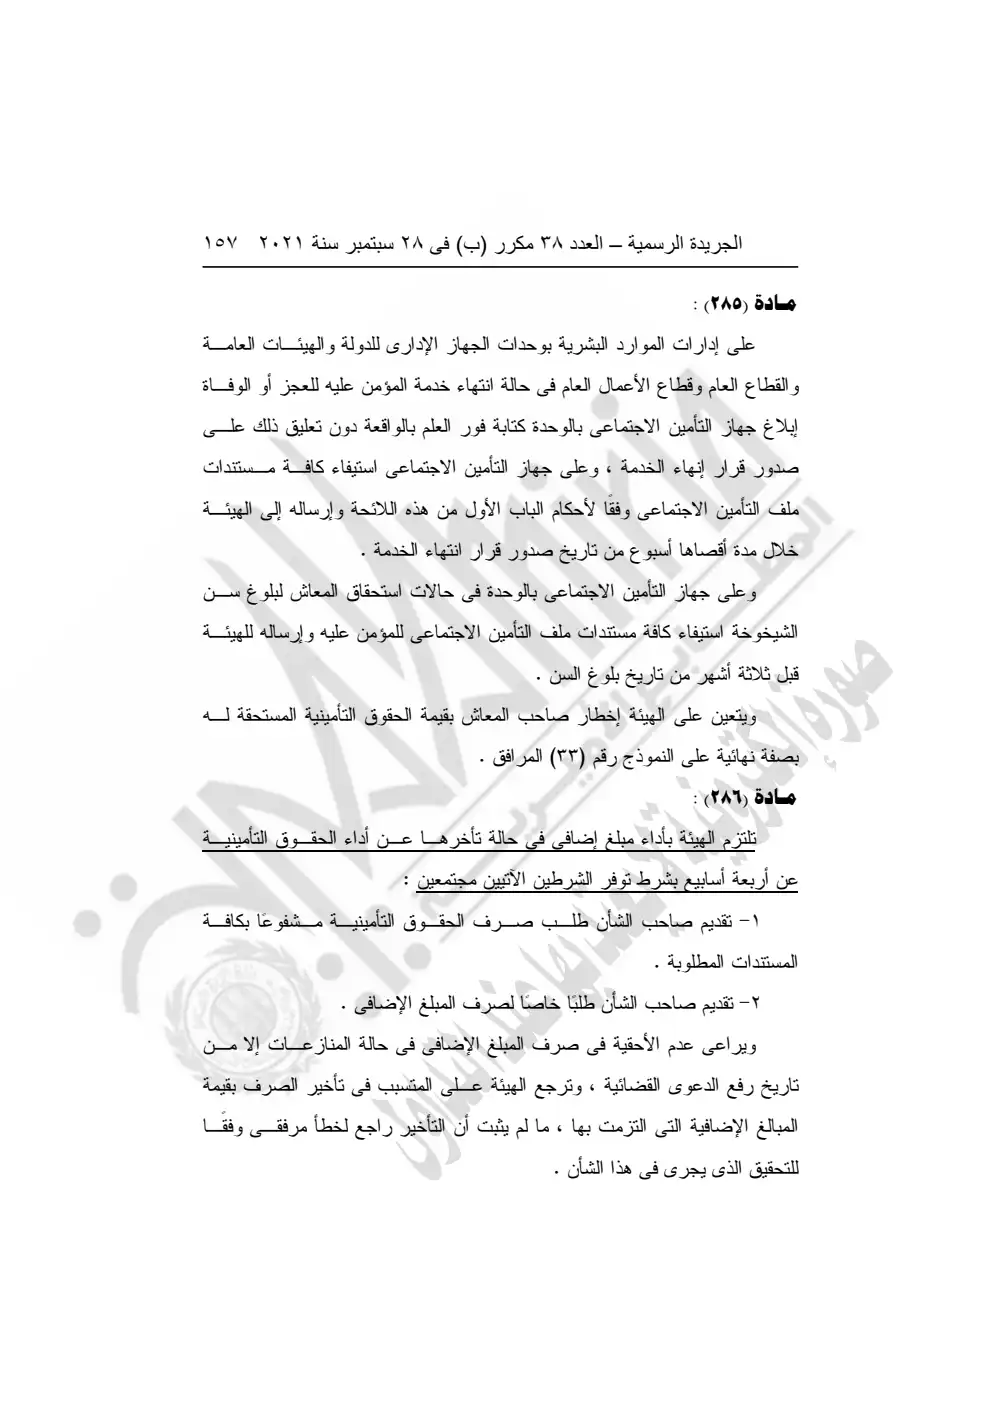 الجريدة الرسمية – العدد ٣٨ مكرر (ب) فى ٢٨ سبتمبر سنة ٢٠٢١ ١٥٧
مادة (٢٨٥) :
على إدارات الموارد البشرية بوحدات الجهاز الإدارى للدولة والهيئات العامة
والقطاع العام وقطاع الأعمال العام فى حالة انتهاء خدمة المؤمن عليه للعجز أو الوفاة
إبلاغ جهاز التأمين الاجتماعى بالوحدة كتابة فور العلم بالواقعة دون تعليق ذلك على
صدور قرار إنهاء الخدمة ، وعلى جهاز التأمين الاجتماعى استيفاء كافة مستندات
ملف التأمين الاجتماعى وفقًا لأحكام الباب الأول من هذه اللائحة وإرساله إلى الهيئة
خلال مدة أقصاها أسبوع من تاريخ صدور قرار انتهاء الخدمة .
وعلى جهاز التأمين الاجتماعى بالوحدة فى حالات استحقاق المعاش لبلوغ سن
الشيخوخة استيفاء كافة مستندات ملف التأمين الاجتماعى للمؤمن عليه وإرساله للهيئة
قبل ثلاثة أشهر من تاريخ بلوغ السن .
ويتعين على الهيئة إخطار صاحب المعاش بقيمة الحقوق التأمينية المستحقة له
بصفة نهائية على النموذج رقم (٣٣) المرافق .
مادة (٢٨٦) :
تلتزم الهيئة بأداء مبلغ إضافى فى حالة تأخرها عن أداء الحقوق التأمينية
عن أربعة أسابيع بشرط توفر الشرطين الآتيين مجتمعين :
١- تقديم صاحب الشأن طلب صرف الحقوق التأمينية مشفوعًا بكافة
المستندات المطلوبة .
٢- تقديم صاحب الشأن طلبًا خاصًا لصرف المبلغ الإضافى .
ويراعى عدم الأحقية فى صرف المبلغ الإضافى فى حالة المنازعات إلا من
تاريخ رفع الدعوى القضائية ، وترجع الهيئة على المتسبب فى تأخير الصرف بقيمة
المبالغ الإضافية التى التزمت بها ، ما لم يثبت أن التأخير راجع لخطأ مرفقى وفقًا
للتحقيق الذى يجرى فى هذا الشأن .